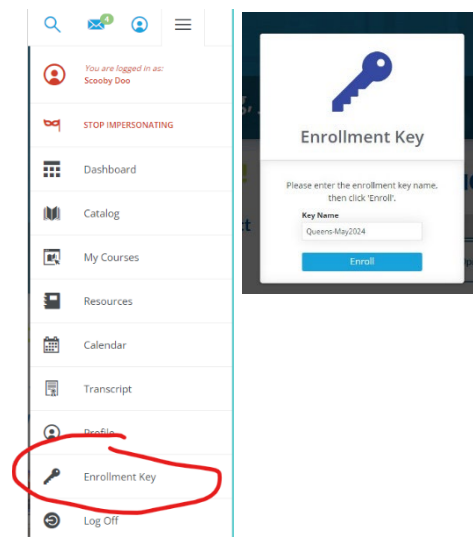 4
You are logged in as:
Scooby Doo
STOP IMPERSONATING
Dashboard
Catalog
My Courses
Resources
Calendar
Transcript
Profile
Enrollment Key
Log Off
Enrollment Key
Please enter the enrollment key name,
then click 'Enroll'.
Key Name
Queens-May2024
Enroll